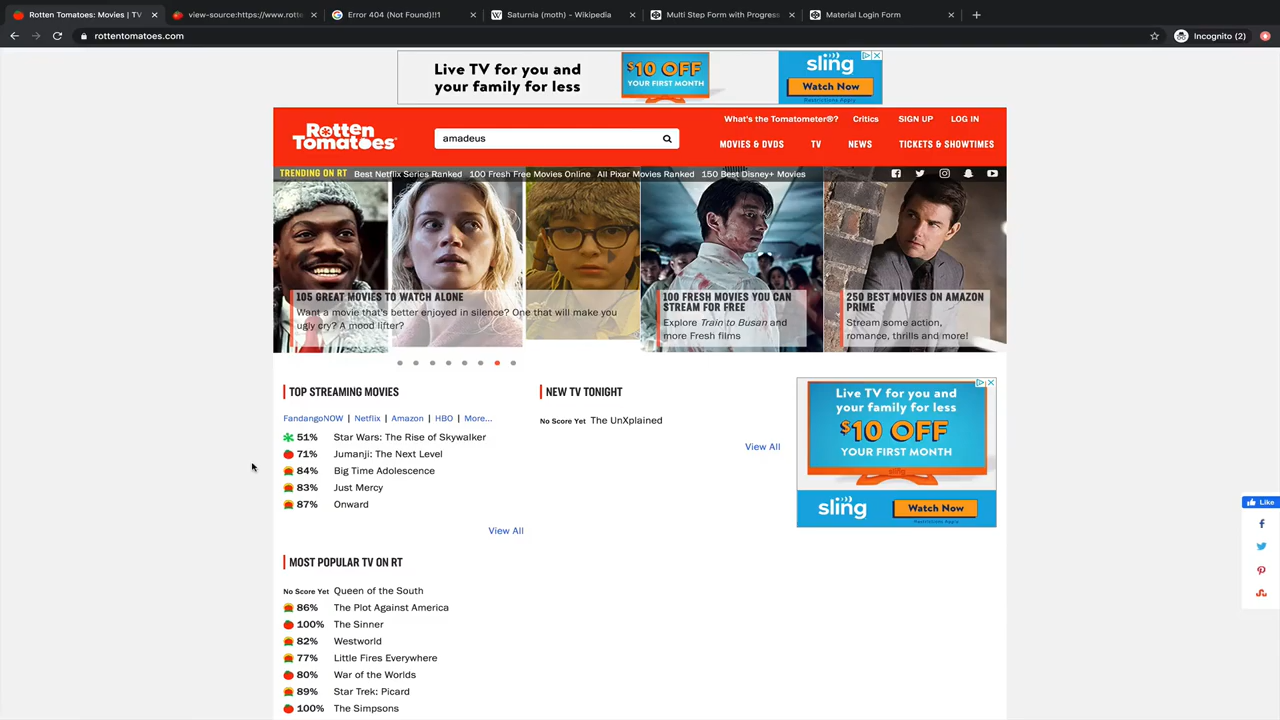 Rotten Tomatoes: Movies | TV
view-source:https://www.rotte
Error 404 (Not Found)!!1
Saturnia (moth) - Wikipedia
Multi Step Form with Progress
Material Login Form
rottentomatoes.com
Incognito (2)
Live TV for you and
your family for less
$10 OFF
YOUR FIRST MONTH
sling
Watch Now
Restrictions Apply.
Rotten
Tomatoes
amadeus
What's the Tomatometer®?
Critics
SIGN UP
LOG IN
MOVIES & DVDS
TV
NEWS
TICKETS & SHOWTIMES
TRENDING ON RT
Best Netflix Series Ranked
100 Fresh Free Movies Online
All Pixar Movies Ranked
150 Best Disney+ Movies
105 GREAT MOVIES TO WATCH ALONE
Want a movie that's better enjoyed in silence? One that will make you
ugly cry? A mood lifter?
100 FRESH MOVIES YOU CAN
STREAM FOR FREE
Explore Train to Busan and
more Fresh films
250 BEST MOVIES ON AMAZON
PRIME
Stream some action,
romance, thrills and more!
TOP STREAMING MOVIES
FandangoNOW | Netflix | Amazon | HBO | More...
51% Star Wars: The Rise of Skywalker
71% Jumanji: The Next Level
84% Big Time Adolescence
83% Just Mercy
87% Onward
View All
NEW TV TONIGHT
No Score Yet The UnXplained
View All
Live TV for you and
your family for less
$10 OFF
YOUR FIRST MONTH
sling
Watch Now
Restrictions Apply.
Like
MOST POPULAR TV ON RT
No Score Yet Queen of the South
86% The Plot Against America
100% The Sinner
82% Westworld
77% Little Fires Everywhere
80% War of the Worlds
89% Star Trek: Picard
100% The Simpsons